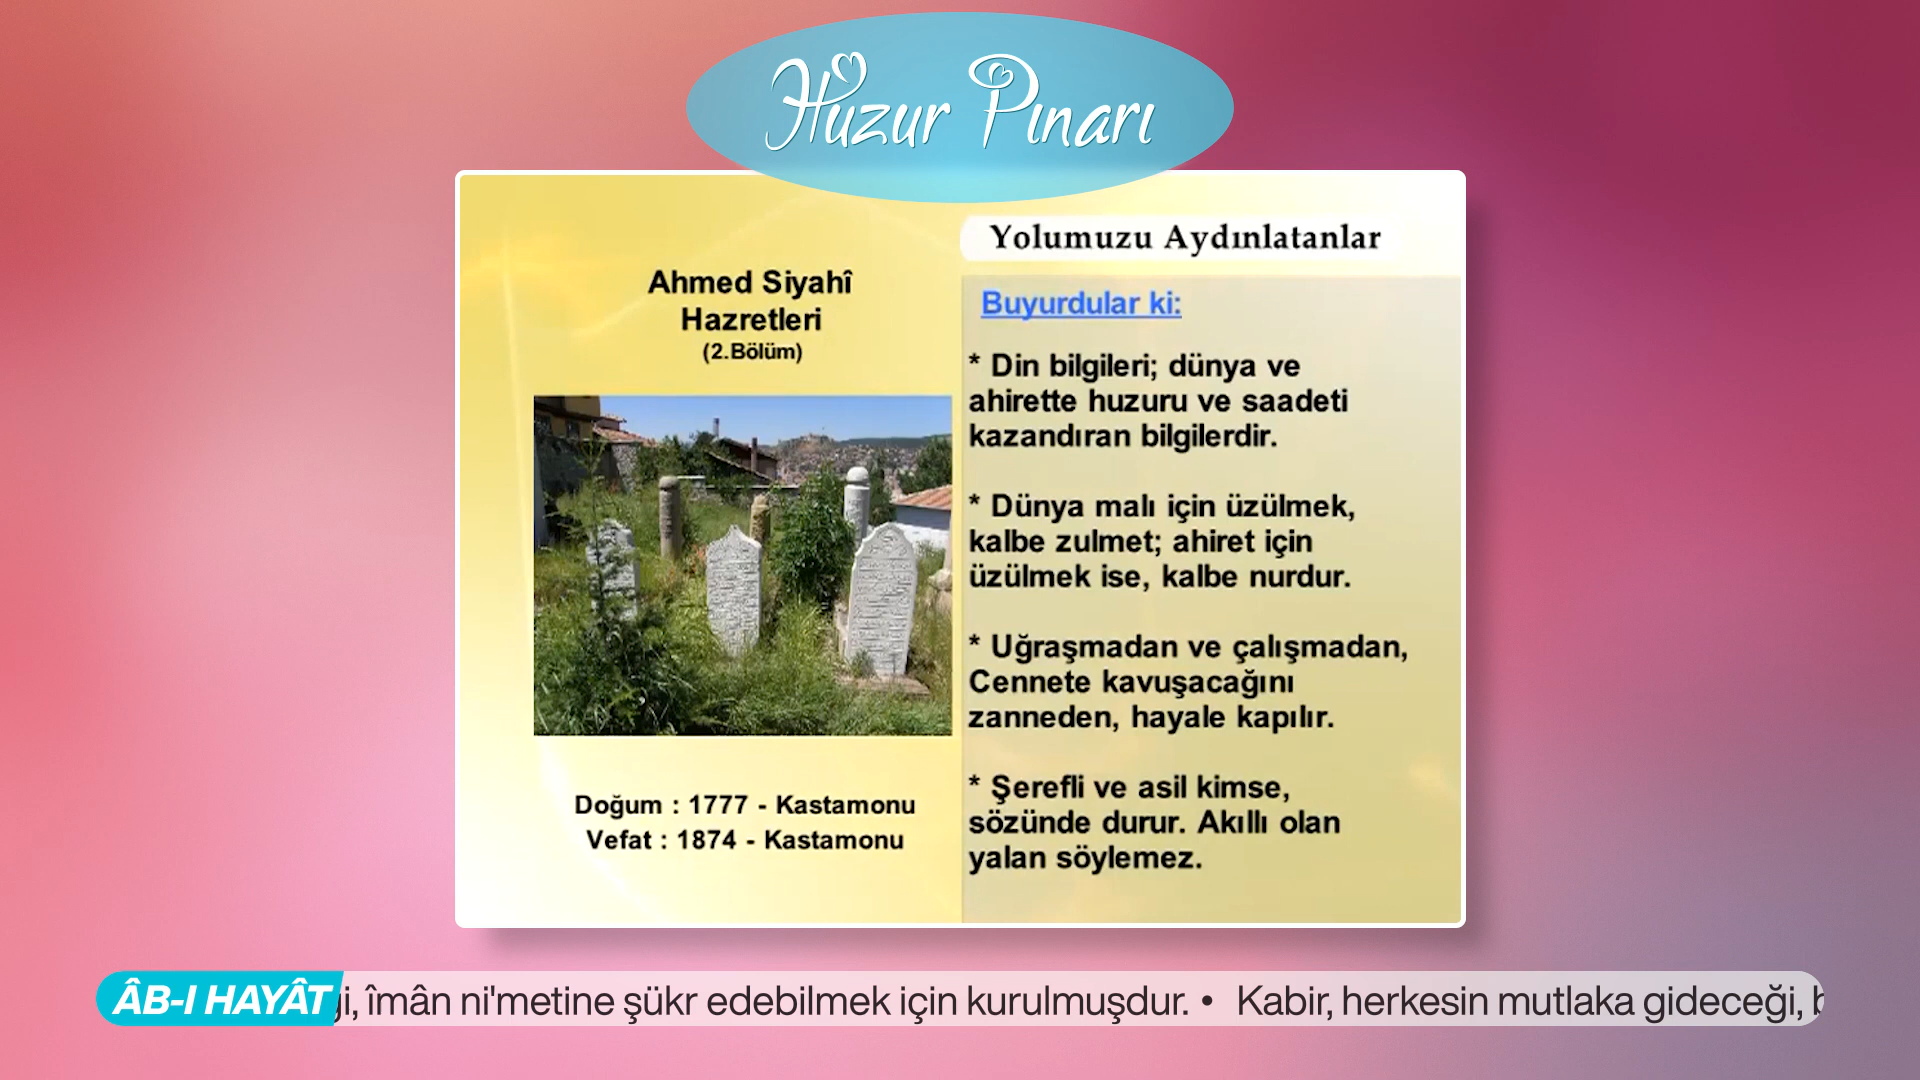 Huzur Pınarı
Yolumuzu Aydınlatanlar
Ahmed Siyahî
Hazretleri
(2.Bölüm)
Doğum : 1777 - Kastamonu
Vefat : 1874 - Kastamonu
Buyurdular ki:
* Din bilgileri; dünya ve
ahirette huzuru ve saadeti
kazandıran bilgilerdir.
* Dünya malı için üzülmek,
kalbe zulmet; ahiret için
üzülmek ise, kalbe nurdur.
* Uğraşmadan ve çalışmadan,
Cennete kavuşacağını
zanneden, hayale kapılır.
* Şerefli ve asil kimse,
sözünde durur. Akıllı olan
yalan söylemez.
ÂB-I HAYÂT îmân ni'metine şükr edebilmek için kurulmuşdur. • Kabir, herkesin mutlaka gideceği,